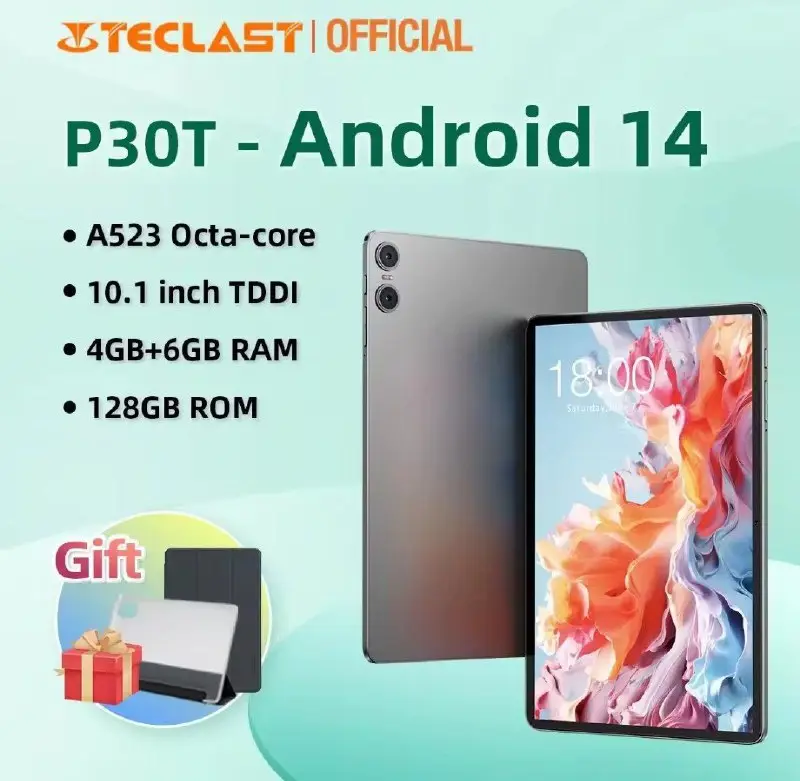 TECLAST | OFFICIAL
P30T - Android 14
• A523 Octa-core
• 10.1 inch TDDI
• 4GB+6GB RAM
• 128GB ROM
18:00
Saturday,
Gift